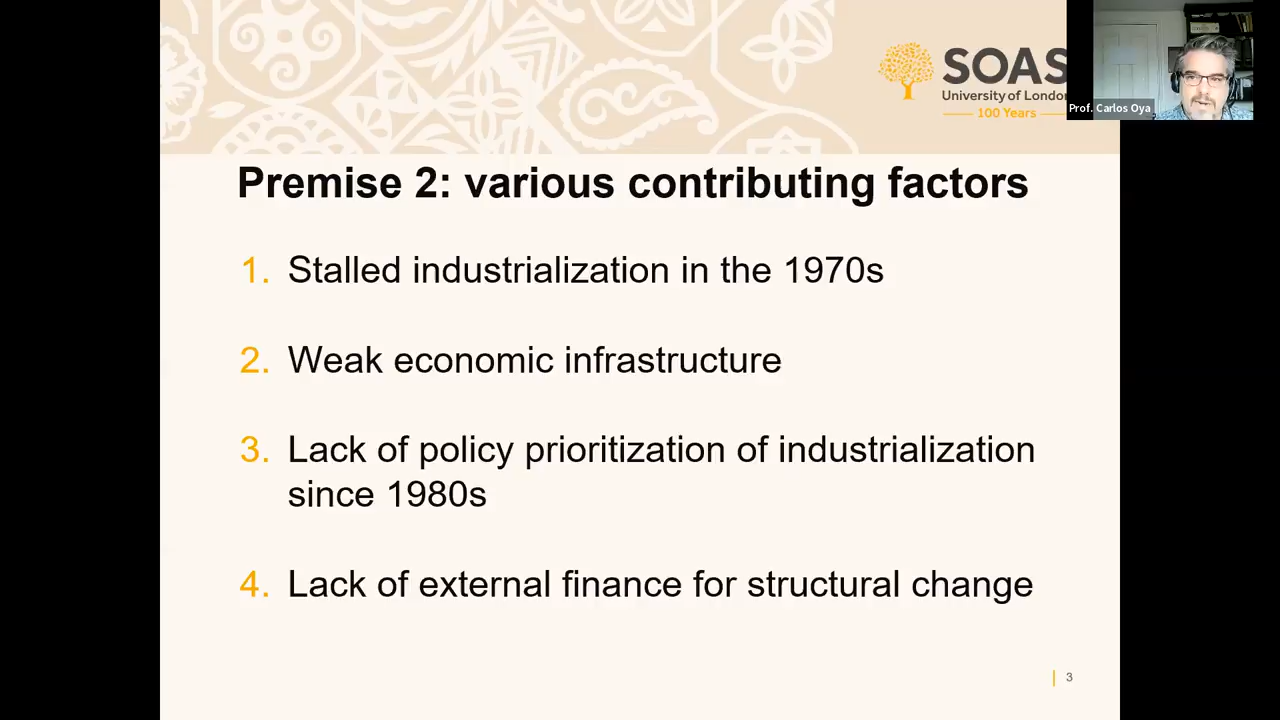 SOAS
University of London
100 Years
Prof. Carlos Oya
Premise 2: various contributing factors
1. Stalled industrialization in the 1970s
2. Weak economic infrastructure
3. Lack of policy prioritization of industrialization
since 1980s
4. Lack of external finance for structural change
3